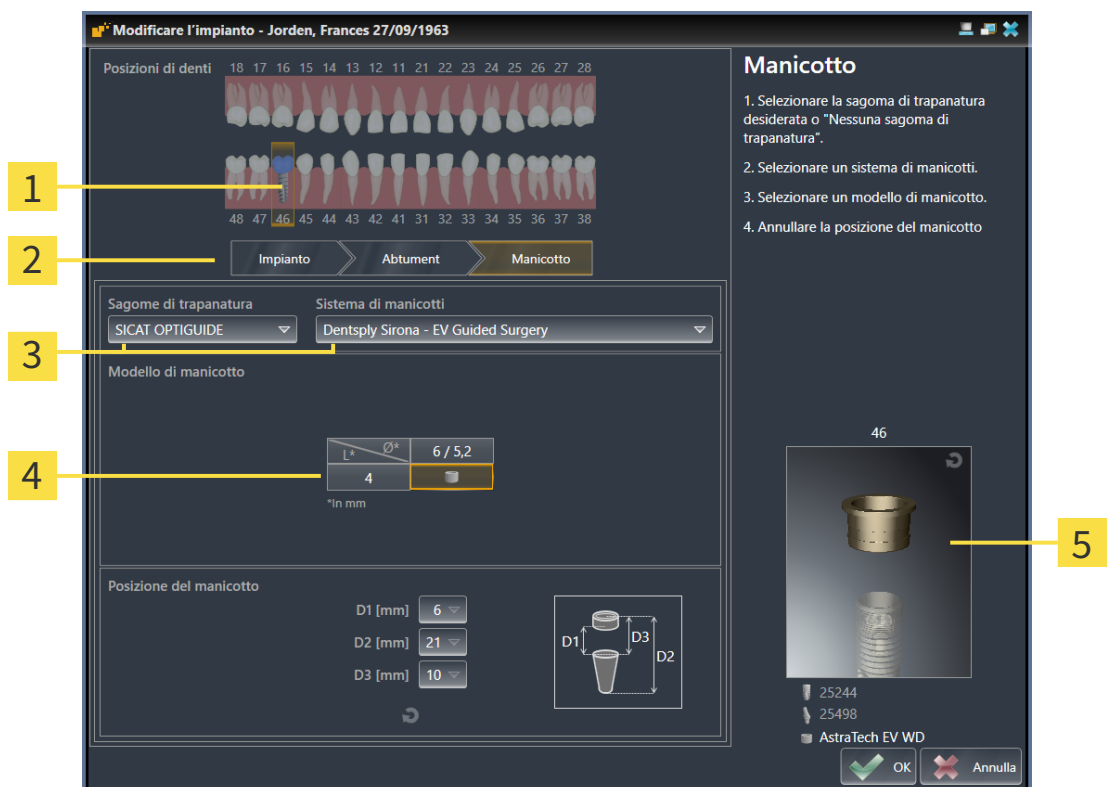 Modificare l'impianto - Jorden, Frances 27/09/1963
Posizioni di denti
18 17 16 15 14 13 12 11 21 22 23 24 25 26 27 28
48 47 46 45 44 43 42 41 31 32 33 34 35 36 37 38
1
2
Impianto
Abtument
Manicotto
Sagome di trapanatura
Sistema di manicotti
SICAT OPTIGUIDE
Dentsply Sirona - EV Guided Surgery
3
Modello di manicotto
L* Ø* 6 / 5,2
4
4
*In mm
Posizione del manicotto
D1 [mm] 6
D2 [mm] 21
D3 [mm] 10
D1
D3
D2
Manicotto
1. Selezionare la sagoma di trapanatura
desiderata o "Nessuna sagoma di
trapanatura".
2. Selezionare un sistema di manicotti.
3. Selezionare un modello di manicotto.
4. Annullare la posizione del manicotto
46
5
25244
25498
AstraTech EV WD
OK
Annulla